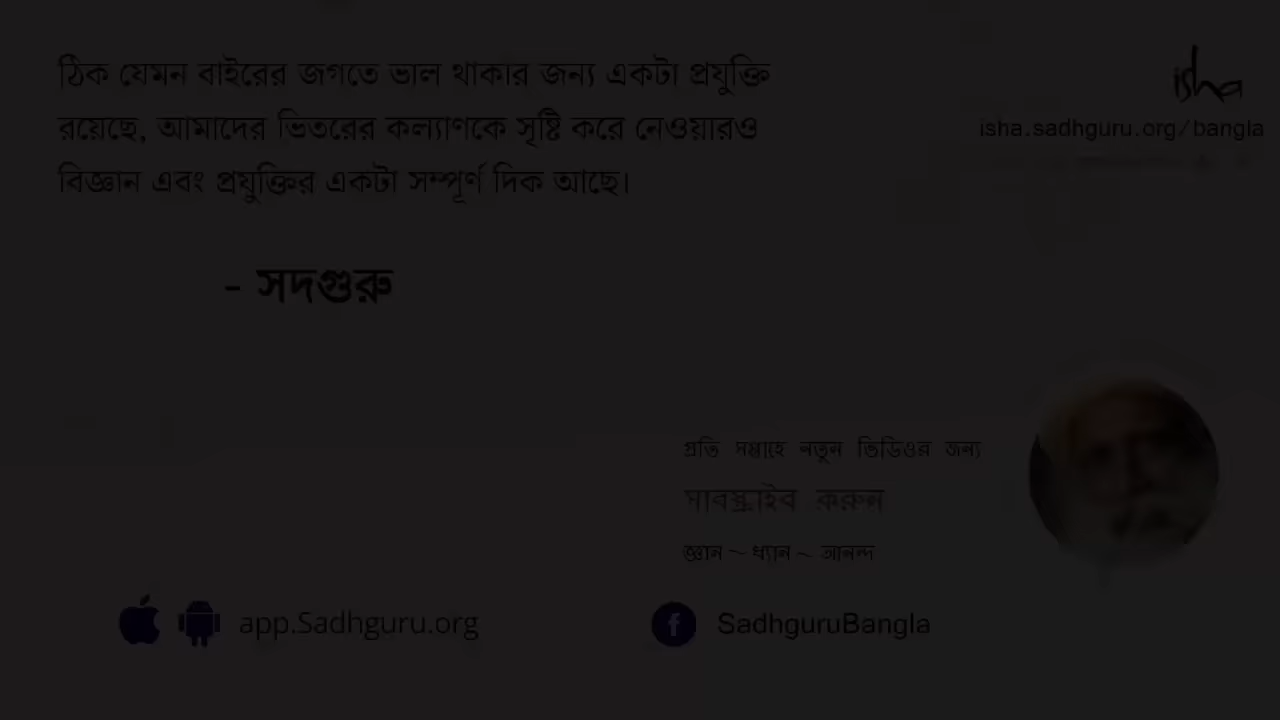 ঠিক যেমন বাইরের জগতে ভাল থাকার জন্য একটা প্রযুক্তি
রয়েছে, আমাদের ভিতরের কল্যাণকে সৃষ্টি করে নেওয়ারও
বিজ্ঞান এবং প্রযুক্তির একটা সম্পূর্ণ দিক আছে।
- সদগুরু
isha
isha.sadhguru.org/bangla
প্রতি সপ্তাহে নতুন ভিডিওর জন্য
সাবস্ক্রাইব করুন
জ্ঞান ~ ধ্যান ~ আনন্দ
app.Sadhguru.org
SadhguruBangla